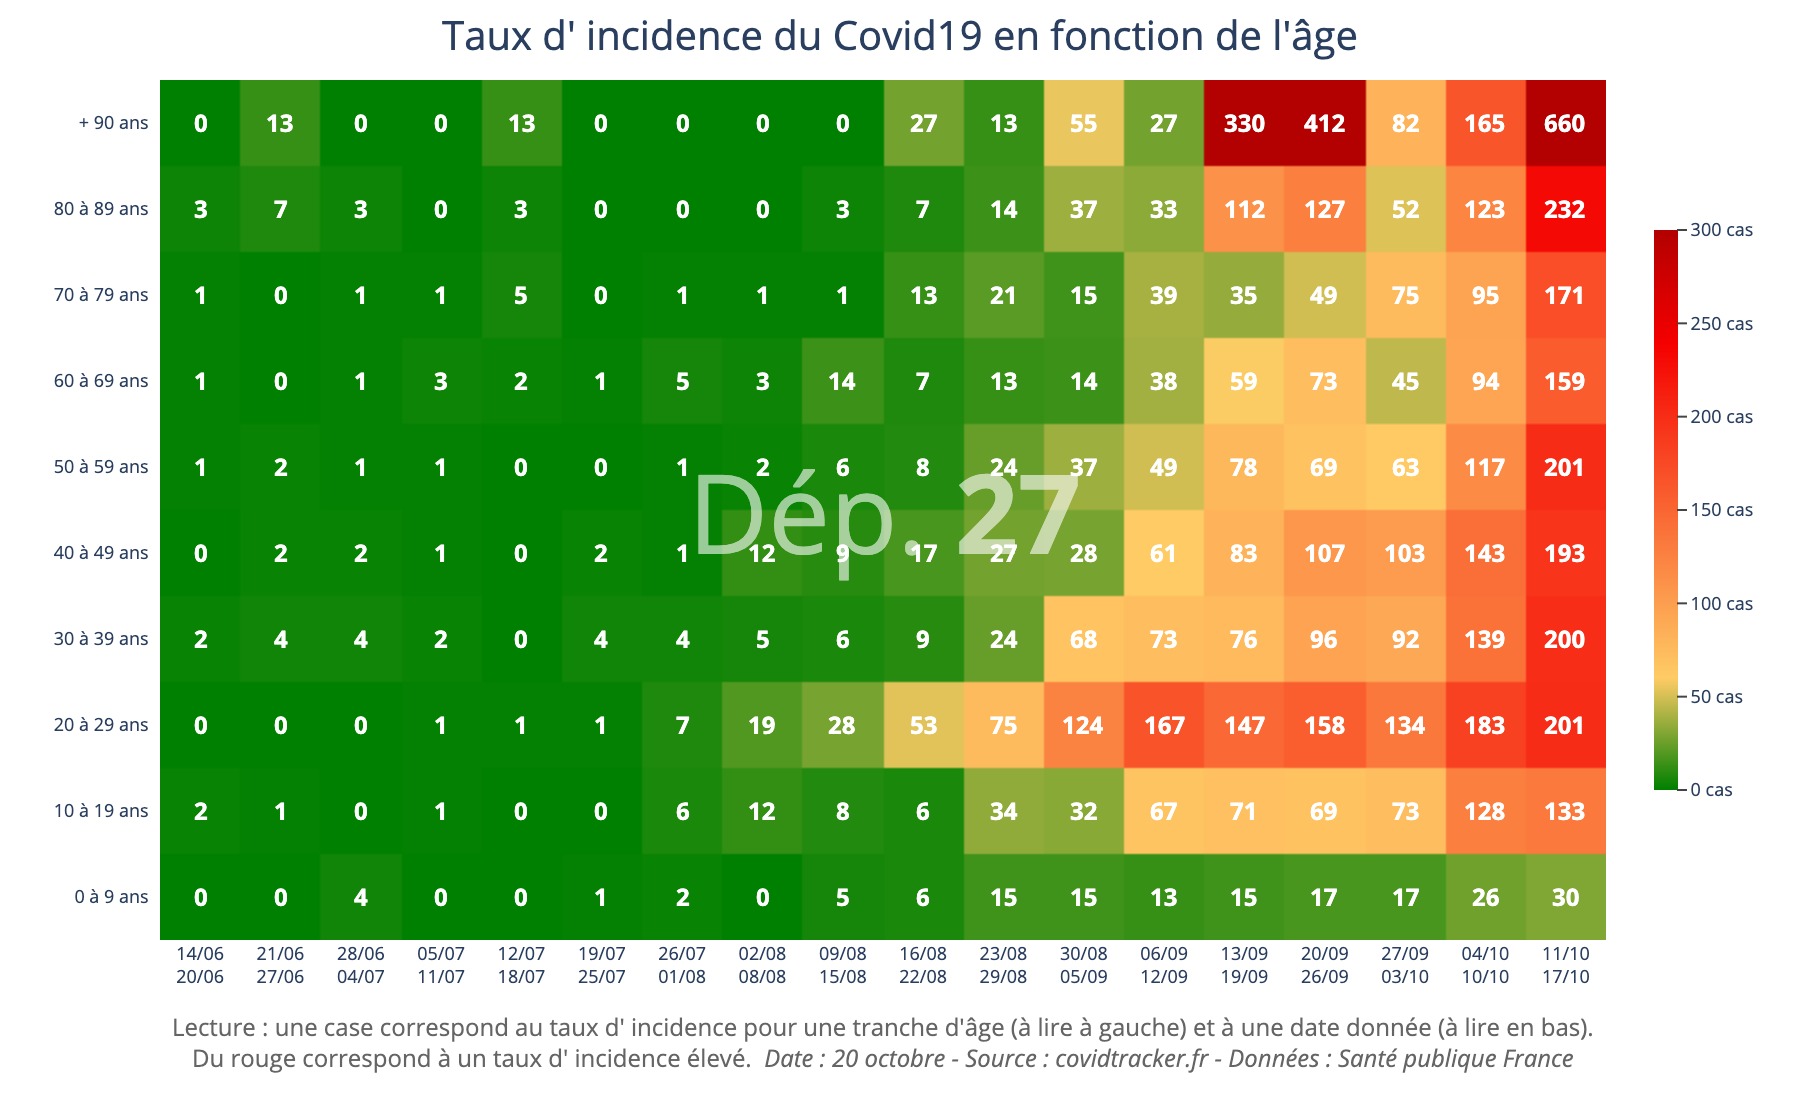 Taux d' incidence du Covid19 en fonction de l'âge
+ 90 ans 0 13 0 0 13 0 0 0 0 27 13 55 27 330 412 82 165 660
80 à 89 ans 3 7 3 0 3 0 0 0 3 7 14 37 33 112 127 52 123 232
70 à 79 ans 1 0 1 1 5 0 1 1 1 13 21 15 39 35 49 75 95 171
60 à 69 ans 1 0 1 3 2 1 5 3 14 7 13 14 38 59 73 45 94 159
50 à 59 ans 1 2 1 1 0 0 1 2 6 8 24 37 49 78 69 63 117 201
Dép. 27
40 à 49 ans 0 2 2 1 0 2 1 12 9 17 27 28 61 83 107 103 143 193
30 à 39 ans 2 4 4 2 0 4 4 5 6 9 24 68 73 76 96 92 139 200
20 à 29 ans 0 0 0 1 1 1 7 19 28 53 75 124 167 147 158 134 183 201
10 à 19 ans 2 1 0 1 0 0 6 12 8 6 34 32 67 71 69 73 128 133
0 à 9 ans 0 0 4 0 0 1 2 0 5 6 15 15 13 15 17 17 26 30
14/06 21/06 28/06 05/07 12/07 19/07 26/07 02/08 09/08 16/08 23/08 30/08 06/09 13/09 20/09 27/09 04/10 11/10
20/06 27/06 04/07 11/07 18/07 25/07 01/08 08/08 15/08 22/08 29/08 05/09 12/09 19/09 26/09 03/10 10/10 17/10
300 cas
250 cas
200 cas
150 cas
100 cas
50 cas
0 cas
Lecture : une case correspond au taux d' incidence pour une tranche d'âge (à lire à gauche) et à une date donnée (à lire en bas).
Du rouge correspond à un taux d' incidence élevé. Date : 20 octobre - Source : covidtracker.fr - Données : Santé publique France